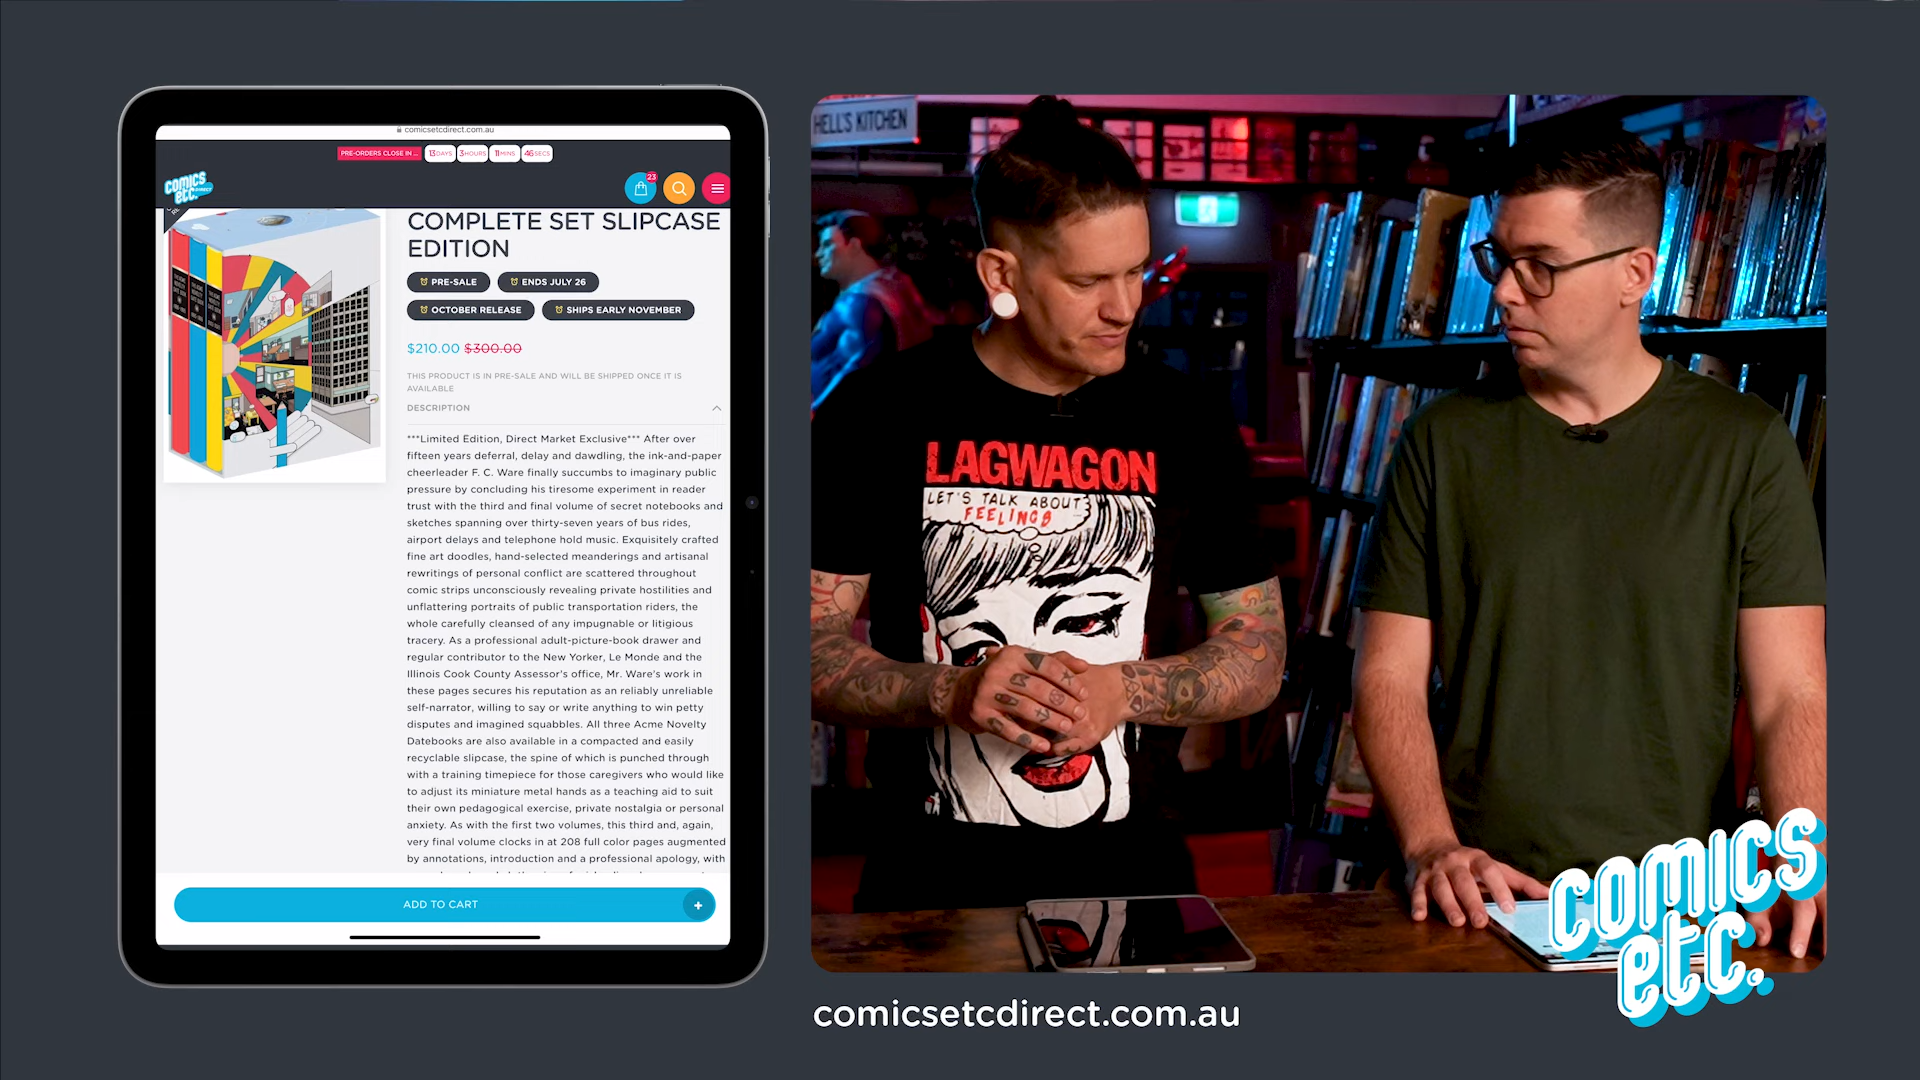 comicsetcdirect.com.au
PRE-ORDERS CLOSE IN ...
13 DAYS
3 HOURS
11 MINS
46 SECS
comics
etc. DIRECT
23
COMPLETE SET SLIPCASE
EDITION
PRE-SALE
ENDS JULY 26
OCTOBER RELEASE
SHIPS EARLY NOVEMBER
$210.00 $300.00
THIS PRODUCT IS IN PRE-SALE AND WILL BE SHIPPED ONCE IT IS
AVAILABLE
DESCRIPTION
***Limited Edition, Direct Market Exclusive*** After over
fifteen years deferral, delay and dawdling, the ink-and-paper
cheerleader F. C. Ware finally succumbs to imaginary public
pressure by concluding his tiresome experiment in reader
trust with the third and final volume of secret notebooks and
sketches spanning over thirty-seven years of bus rides,
airport delays and telephone hold music. Exquisitely crafted
fine art doodles, hand-selected meanderings and artisanal
rewritings of personal conflict are scattered throughout
comic strips unconsciously revealing private hostilities and
unflattering portraits of public transportation riders, the
whole carefully cleansed of any impugnable or litigious
tracery. As a professional adult-picture-book drawer and
regular contributor to the New Yorker, Le Monde and the
Illinois Cook County Assessor's office, Mr. Ware's work in
these pages secures his reputation as an reliably unreliable
self-narrator, willing to say or write anything to win petty
disputes and imagined squabbles. All three Acme Novelty
Datebooks are also available in a compacted and easily
recyclable slipcase, the spine of which is punched through
with a training timepiece for those caregivers who would like
to adjust its miniature metal hands as a teaching aid to suit
their own pedagogical exercise, private nostalgia or personal
anxiety. As with the first two volumes, this third and, again,
very final volume clocks in at 208 full color pages augmented
by annotations, introduction and a professional apology, with
ADD TO CART
+
HELL'S KITCHEN
LAGWAGON
LET'S TALK ABOUT
FEELINGS
comics
etc.
comicsetcdirect.com.au